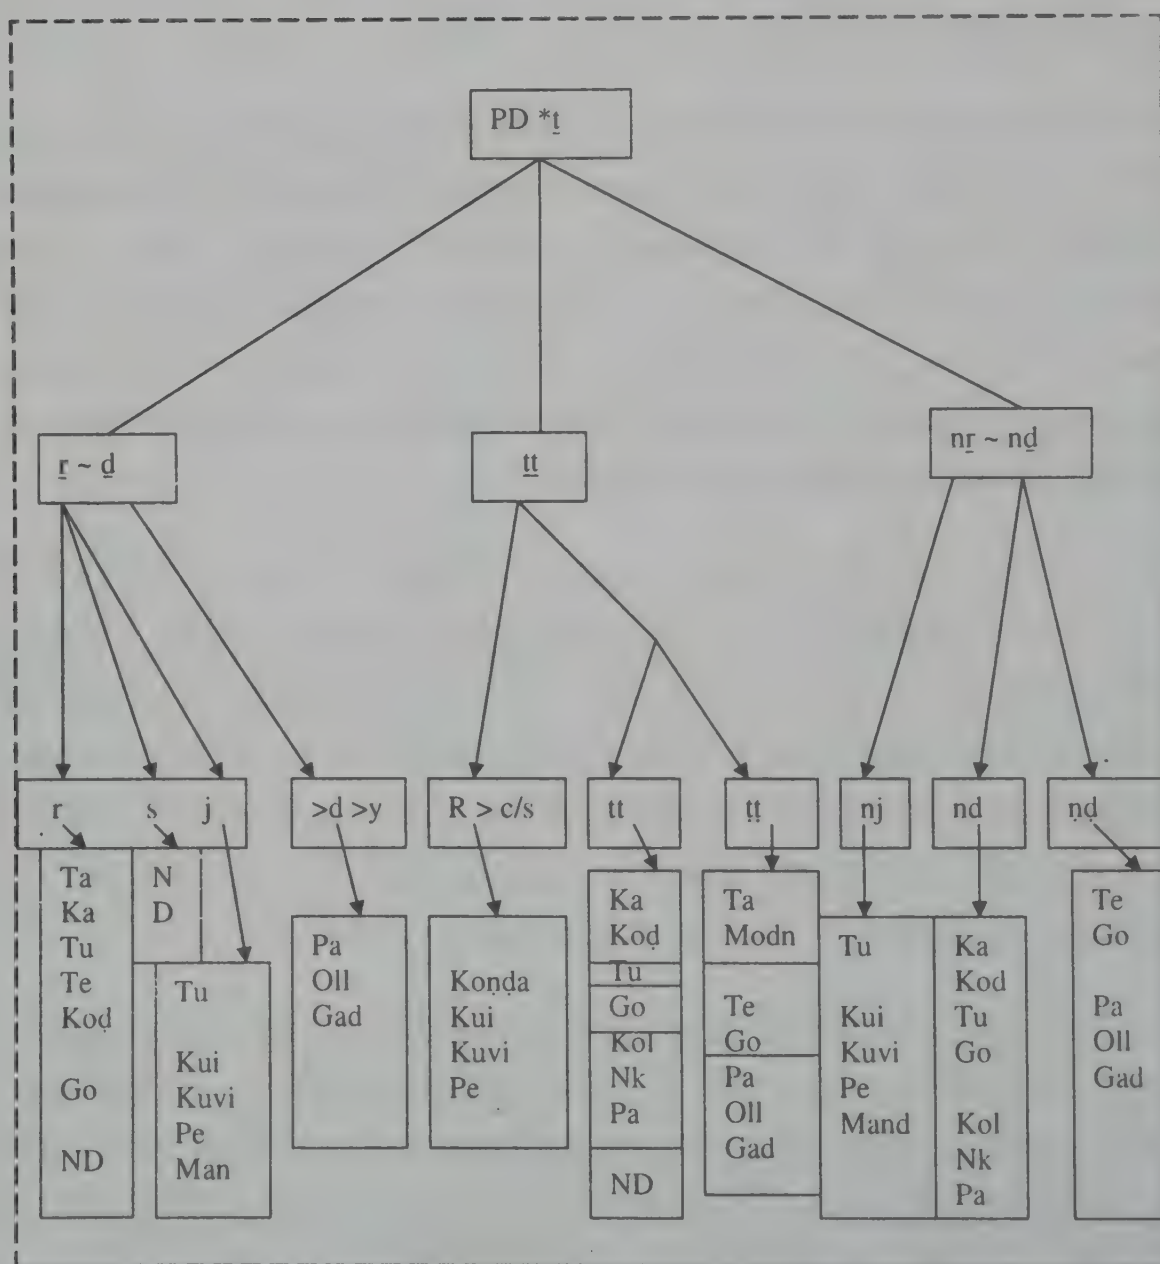 PD *ṯ
ṟ ~ ḏ
ṯṯ
nṟ ~ nḏ
r s j
>d >y
R > c/s
tt
ṭṭ
nj
nd
ṇḍ
Ta
Ka
Tu
Te
Koḍ
Go
ND
N
D
Tu
Kui
Kuvi
Pe
Man
Pa
Oll
Gad
Koṇḍa
Kui
Kuvi
Pe
Ka
Koḍ
Tu
Go
Kol
Nk
Pa
ND
Ta
Modn
Te
Go
Pa
Oll
Gad
Tu
Kui
Kuvi
Pe
Mand
Ka
Kod
Tu
Go
Kol
Nk
Pa
Te
Go
Pa
Oll
Gad